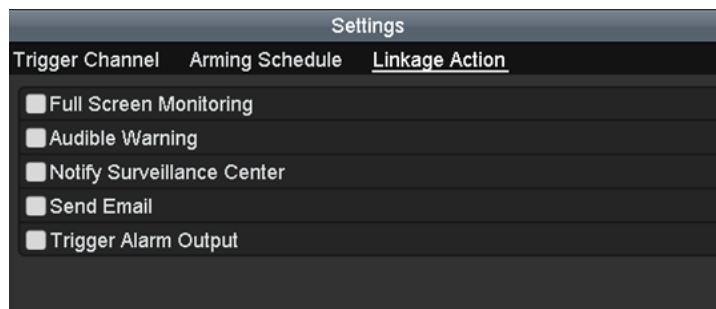 Settings
Trigger Channel Arming Schedule Linkage Action
Full Screen Monitoring
Audible Warning
Notify Surveillance Center
Send Email
Trigger Alarm Output